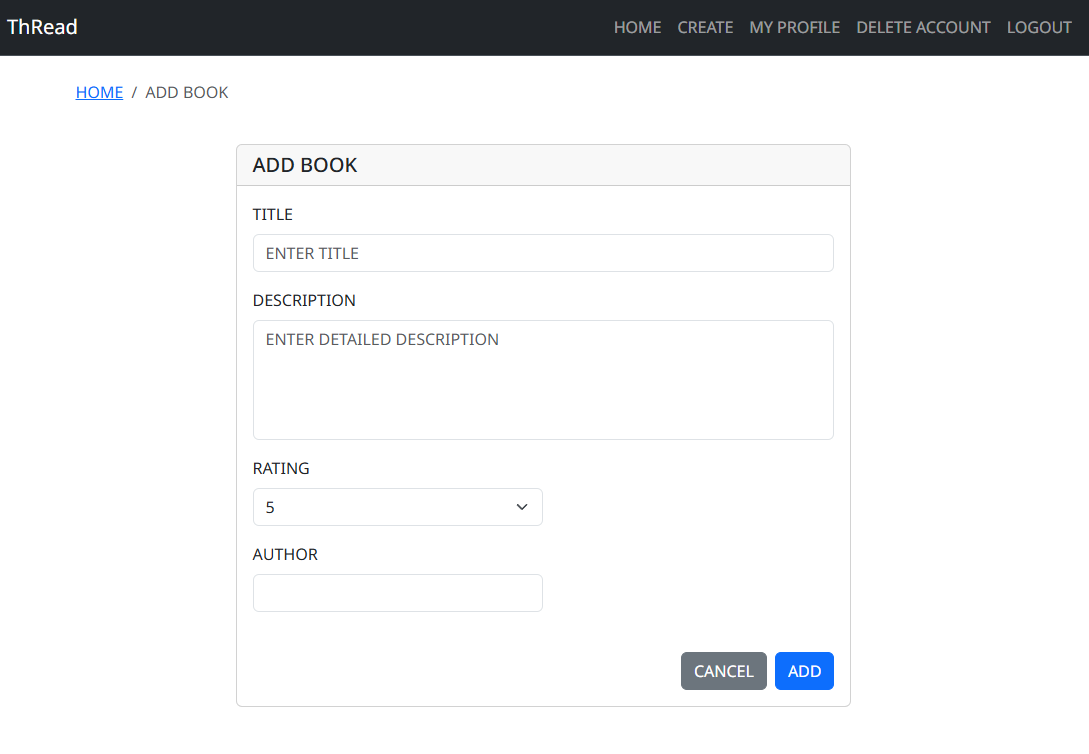 ThRead HOME CREATE MY PROFILE DELETE ACCOUNT LOGOUT
HOME / ADD BOOK
ADD BOOK
TITLE
ENTER TITLE
DESCRIPTION
ENTER DETAILED DESCRIPTION
RATING
5
AUTHOR
CANCEL ADD